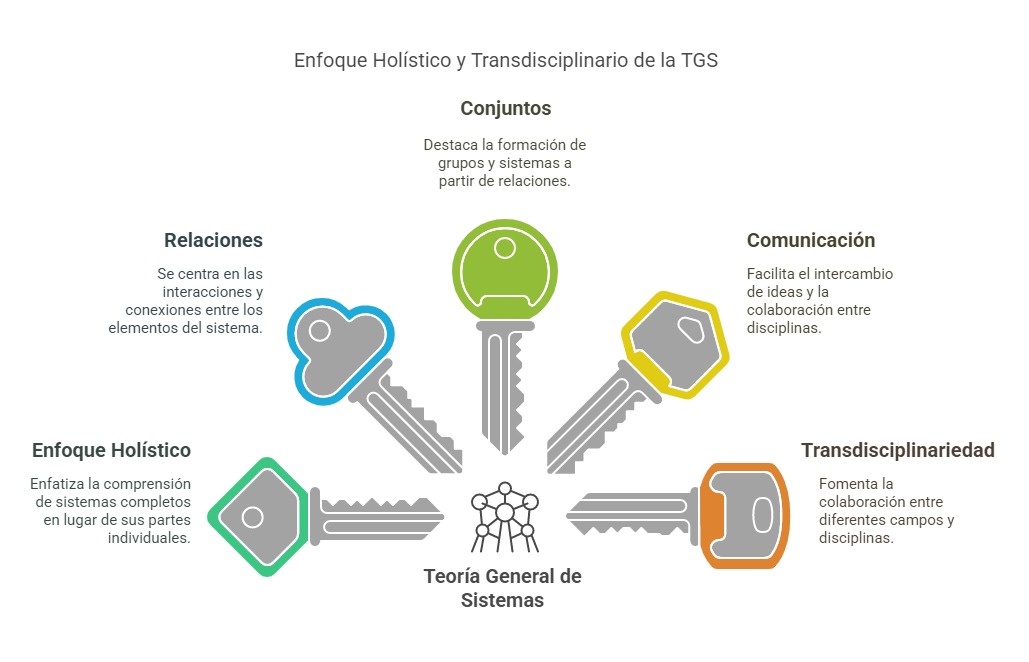 Enfoque Holístico y Transdisciplinario de la TGS
Conjuntos
Destaca la formación de
grupos y sistemas a
partir de relaciones.
Relaciones
Se centra en las
interacciones y
conexiones entre los
elementos del sistema.
Comunicación
Facilita el intercambio
de ideas y la
colaboración entre
disciplinas.
Enfoque Holístico
Enfatiza la comprensión
de sistemas completos
en lugar de sus partes
individuales.
Transdisciplinariedad
Fomenta la
colaboración entre
diferentes campos y
disciplinas.
Teoría General de
Sistemas